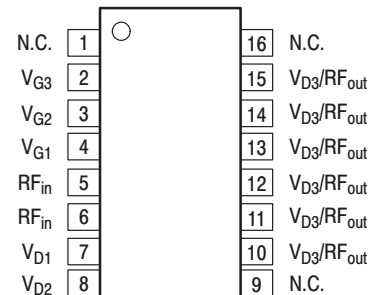 N.C. 1 16 N.C.
VG3 2 15 VD3/RFout
VG2 3 14 VD3/RFout
VG1 4 13 VD3/RFout
RFin 5 12 VD3/RFout
RFin 6 11 VD3/RFout
VD1 7 10 VD3/RFout
VD2 8 9 N.C.